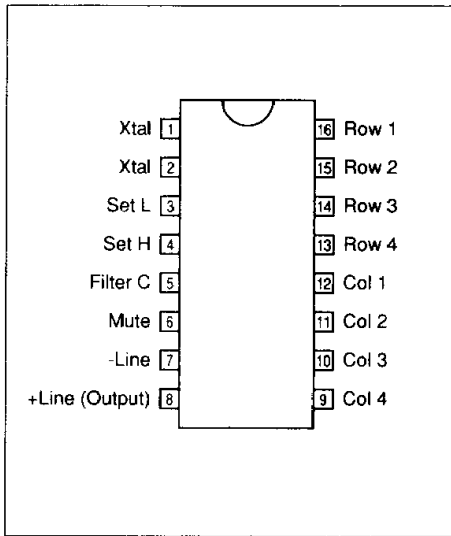 Xtal 1 16 Row 1
Xtal 2 15 Row 2
Set L 3 14 Row 3
Set H 4 13 Row 4
Filter C 5 12 Col 1
Mute 6 11 Col 2
-Line 7 10 Col 3
+Line (Output) 8 9 Col 4